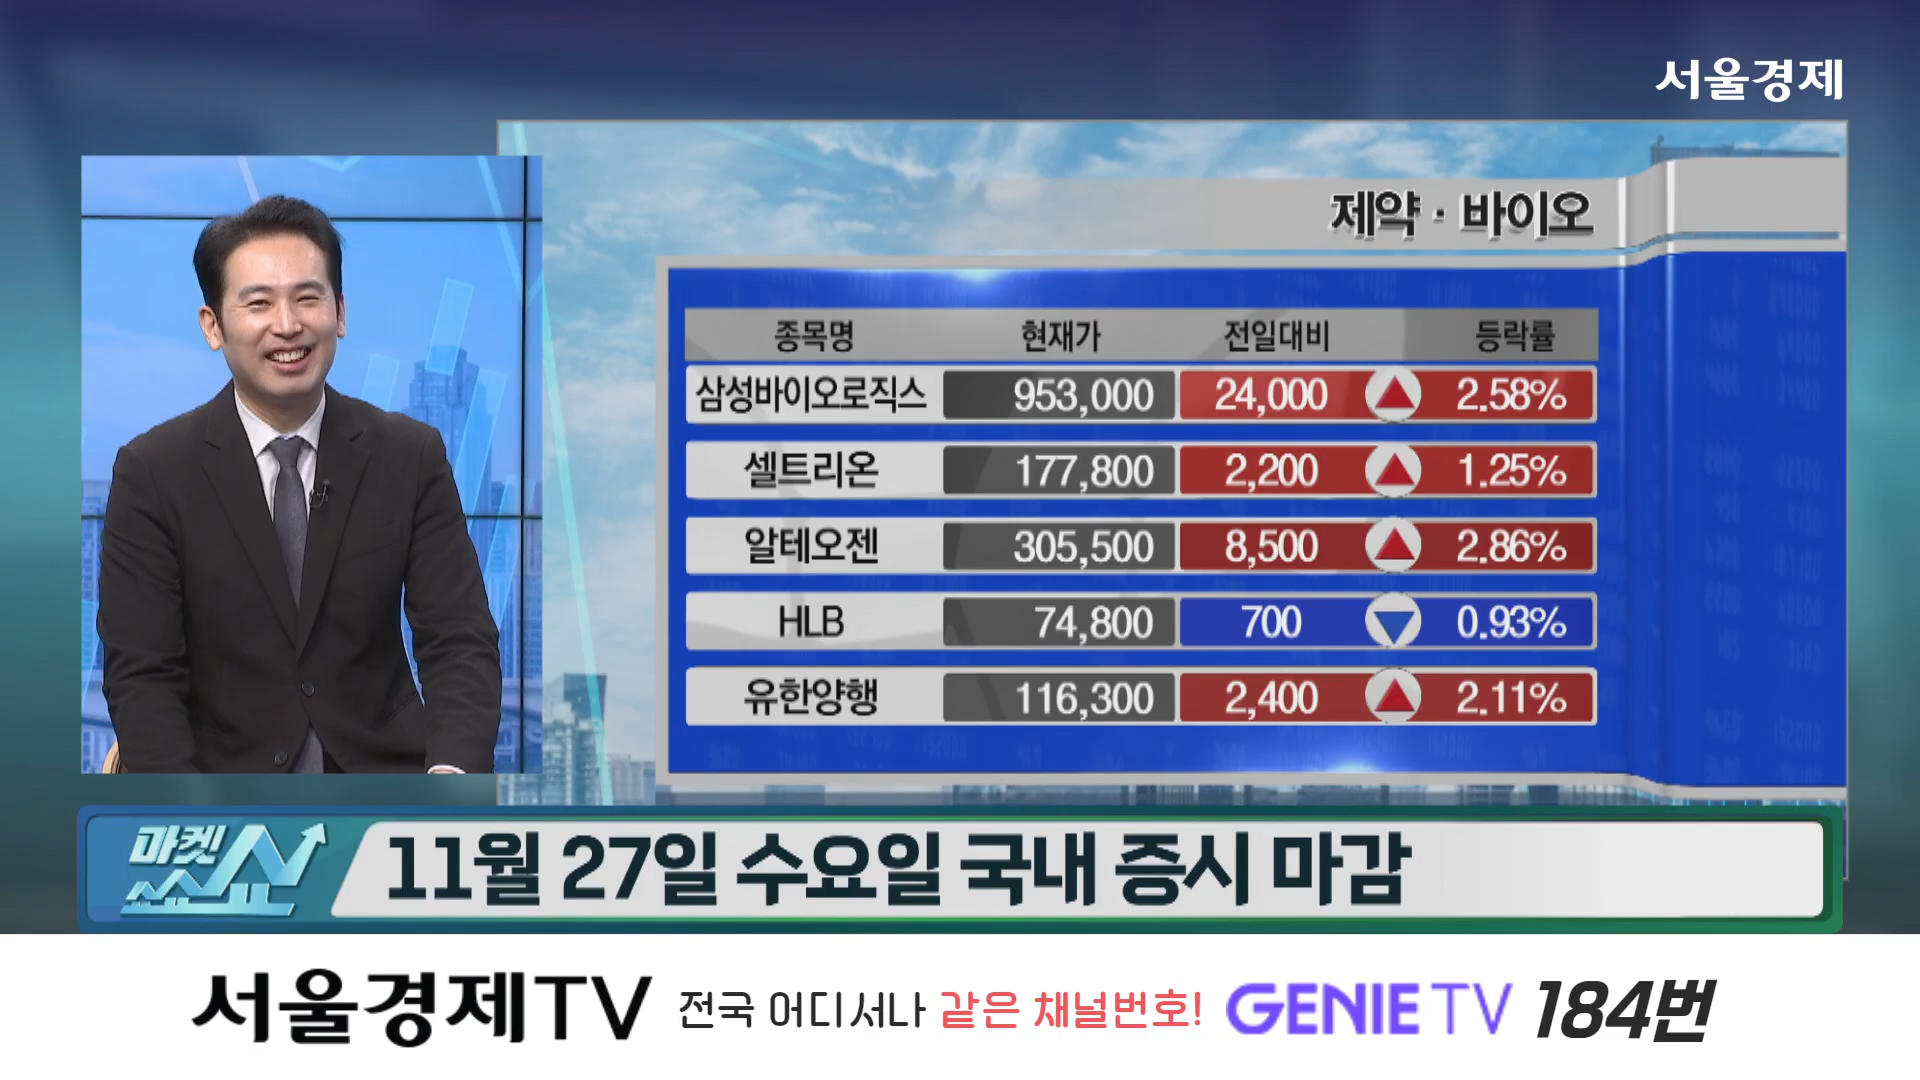 서울경제
제약·바이오
종목명 현재가 전일대비 등락률
삼성바이오로직스 953,000 24,000 ▲ 2.58%
셀트리온 177,800 2,200 ▲ 1.25%
알테오젠 305,500 8,500 ▲ 2.86%
HLB 74,800 700 ▼ 0.93%
유한양행 116,300 2,400 ▲ 2.11%
마켓쇼
11월 27일 수요일 국내 증시 마감
서울경제TV 전국 어디서나 같은 채널번호! GENIE TV 184번